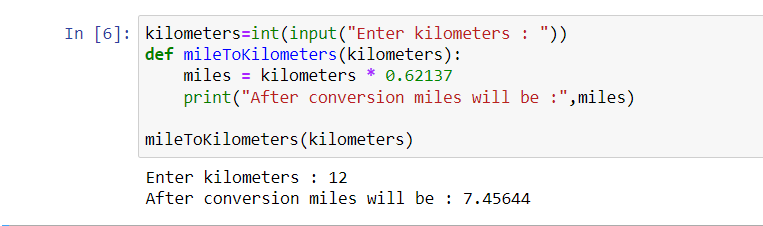 In [6]: kilometers=int(input("Enter kilometers : "))
def mileToKilometers(kilometers):
    miles = kilometers * 0.62137
    print("After conversion miles will be :",miles)
mileToKilometers(kilometers)
Enter kilometers : 12
After conversion miles will be : 7.45644